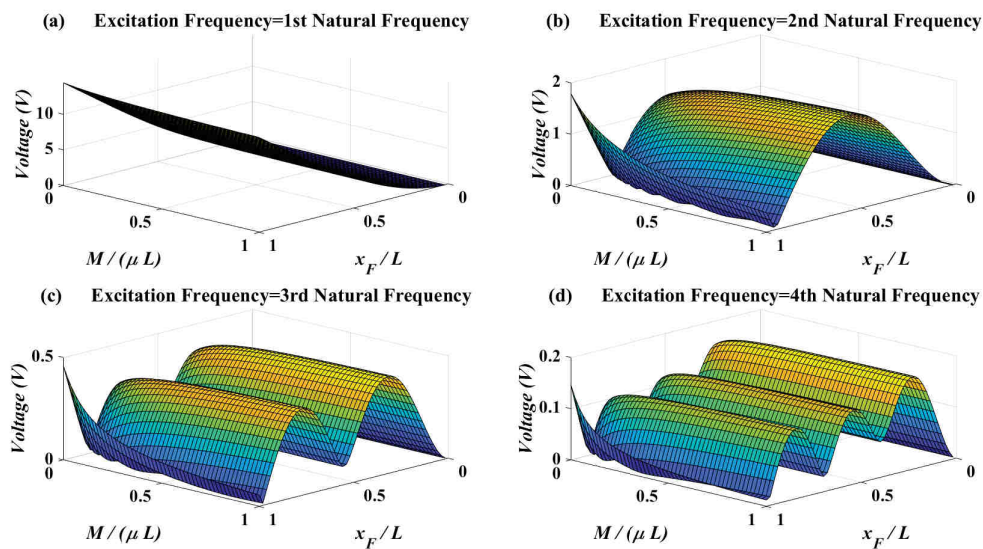 (a) Excitation Frequency=1st Natural Frequency
Voltage (V)
10
5
0
0
0.5
1
M / (μ L)
1
0.5
0
x_F / L
(b) Excitation Frequency=2nd Natural Frequency
Voltage (V)
2
1
0
0
0.5
1
M / (μ L)
1
0.5
0
x_F / L
(c) Excitation Frequency=3rd Natural Frequency
Voltage (V)
0.5
0
0
0.5
1
M / (μ L)
1
0.5
0
x_F / L
(d) Excitation Frequency=4th Natural Frequency
Voltage (V)
0.2
0.1
0
0
0.5
1
M / (μ L)
1
0.5
0
x_F / L